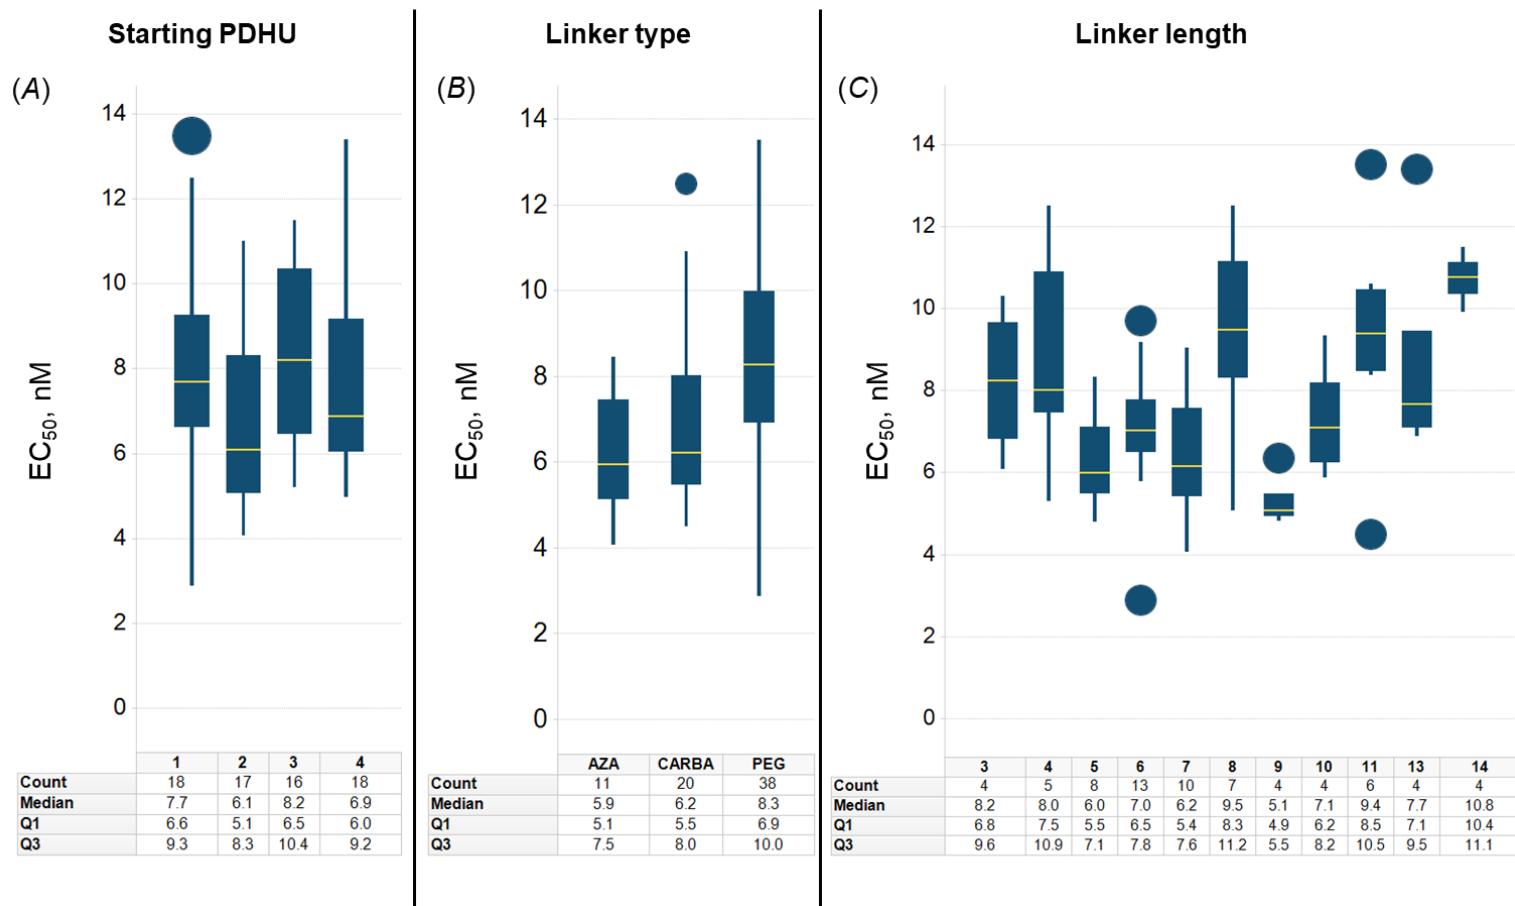 Starting PDHU
Linker type
Linker length
(A)
EC50, nM
14
12
10
8
6
4
2
0
1 2 3 4
Count 18 17 16 18
Median 7.7 6.1 8.2 6.9
Q1 6.6 5.1 6.5 6.0
Q3 9.3 8.3 10.4 9.2
(B)
EC50, nM
14
12
10
8
6
4
2
0
AZA CARBA PEG
Count 11 20 38
Median 5.9 6.2 8.3
Q1 5.1 5.5 6.9
Q3 7.5 8.0 10.0
(C)
EC50, nM
14
12
10
8
6
4
2
0
3 4 5 6 7 8 9 10 11 13 14
Count 4 5 8 13 10 7 4 4 6 4 4
Median 8.2 8.0 6.0 7.0 6.2 9.5 5.1 7.1 9.4 7.7 10.8
Q1 6.8 7.5 5.5 6.5 5.4 8.3 4.9 6.2 8.5 7.1 10.4
Q3 9.6 10.9 7.1 7.8 7.6 11.2 5.5 8.2 10.5 9.5 11.1